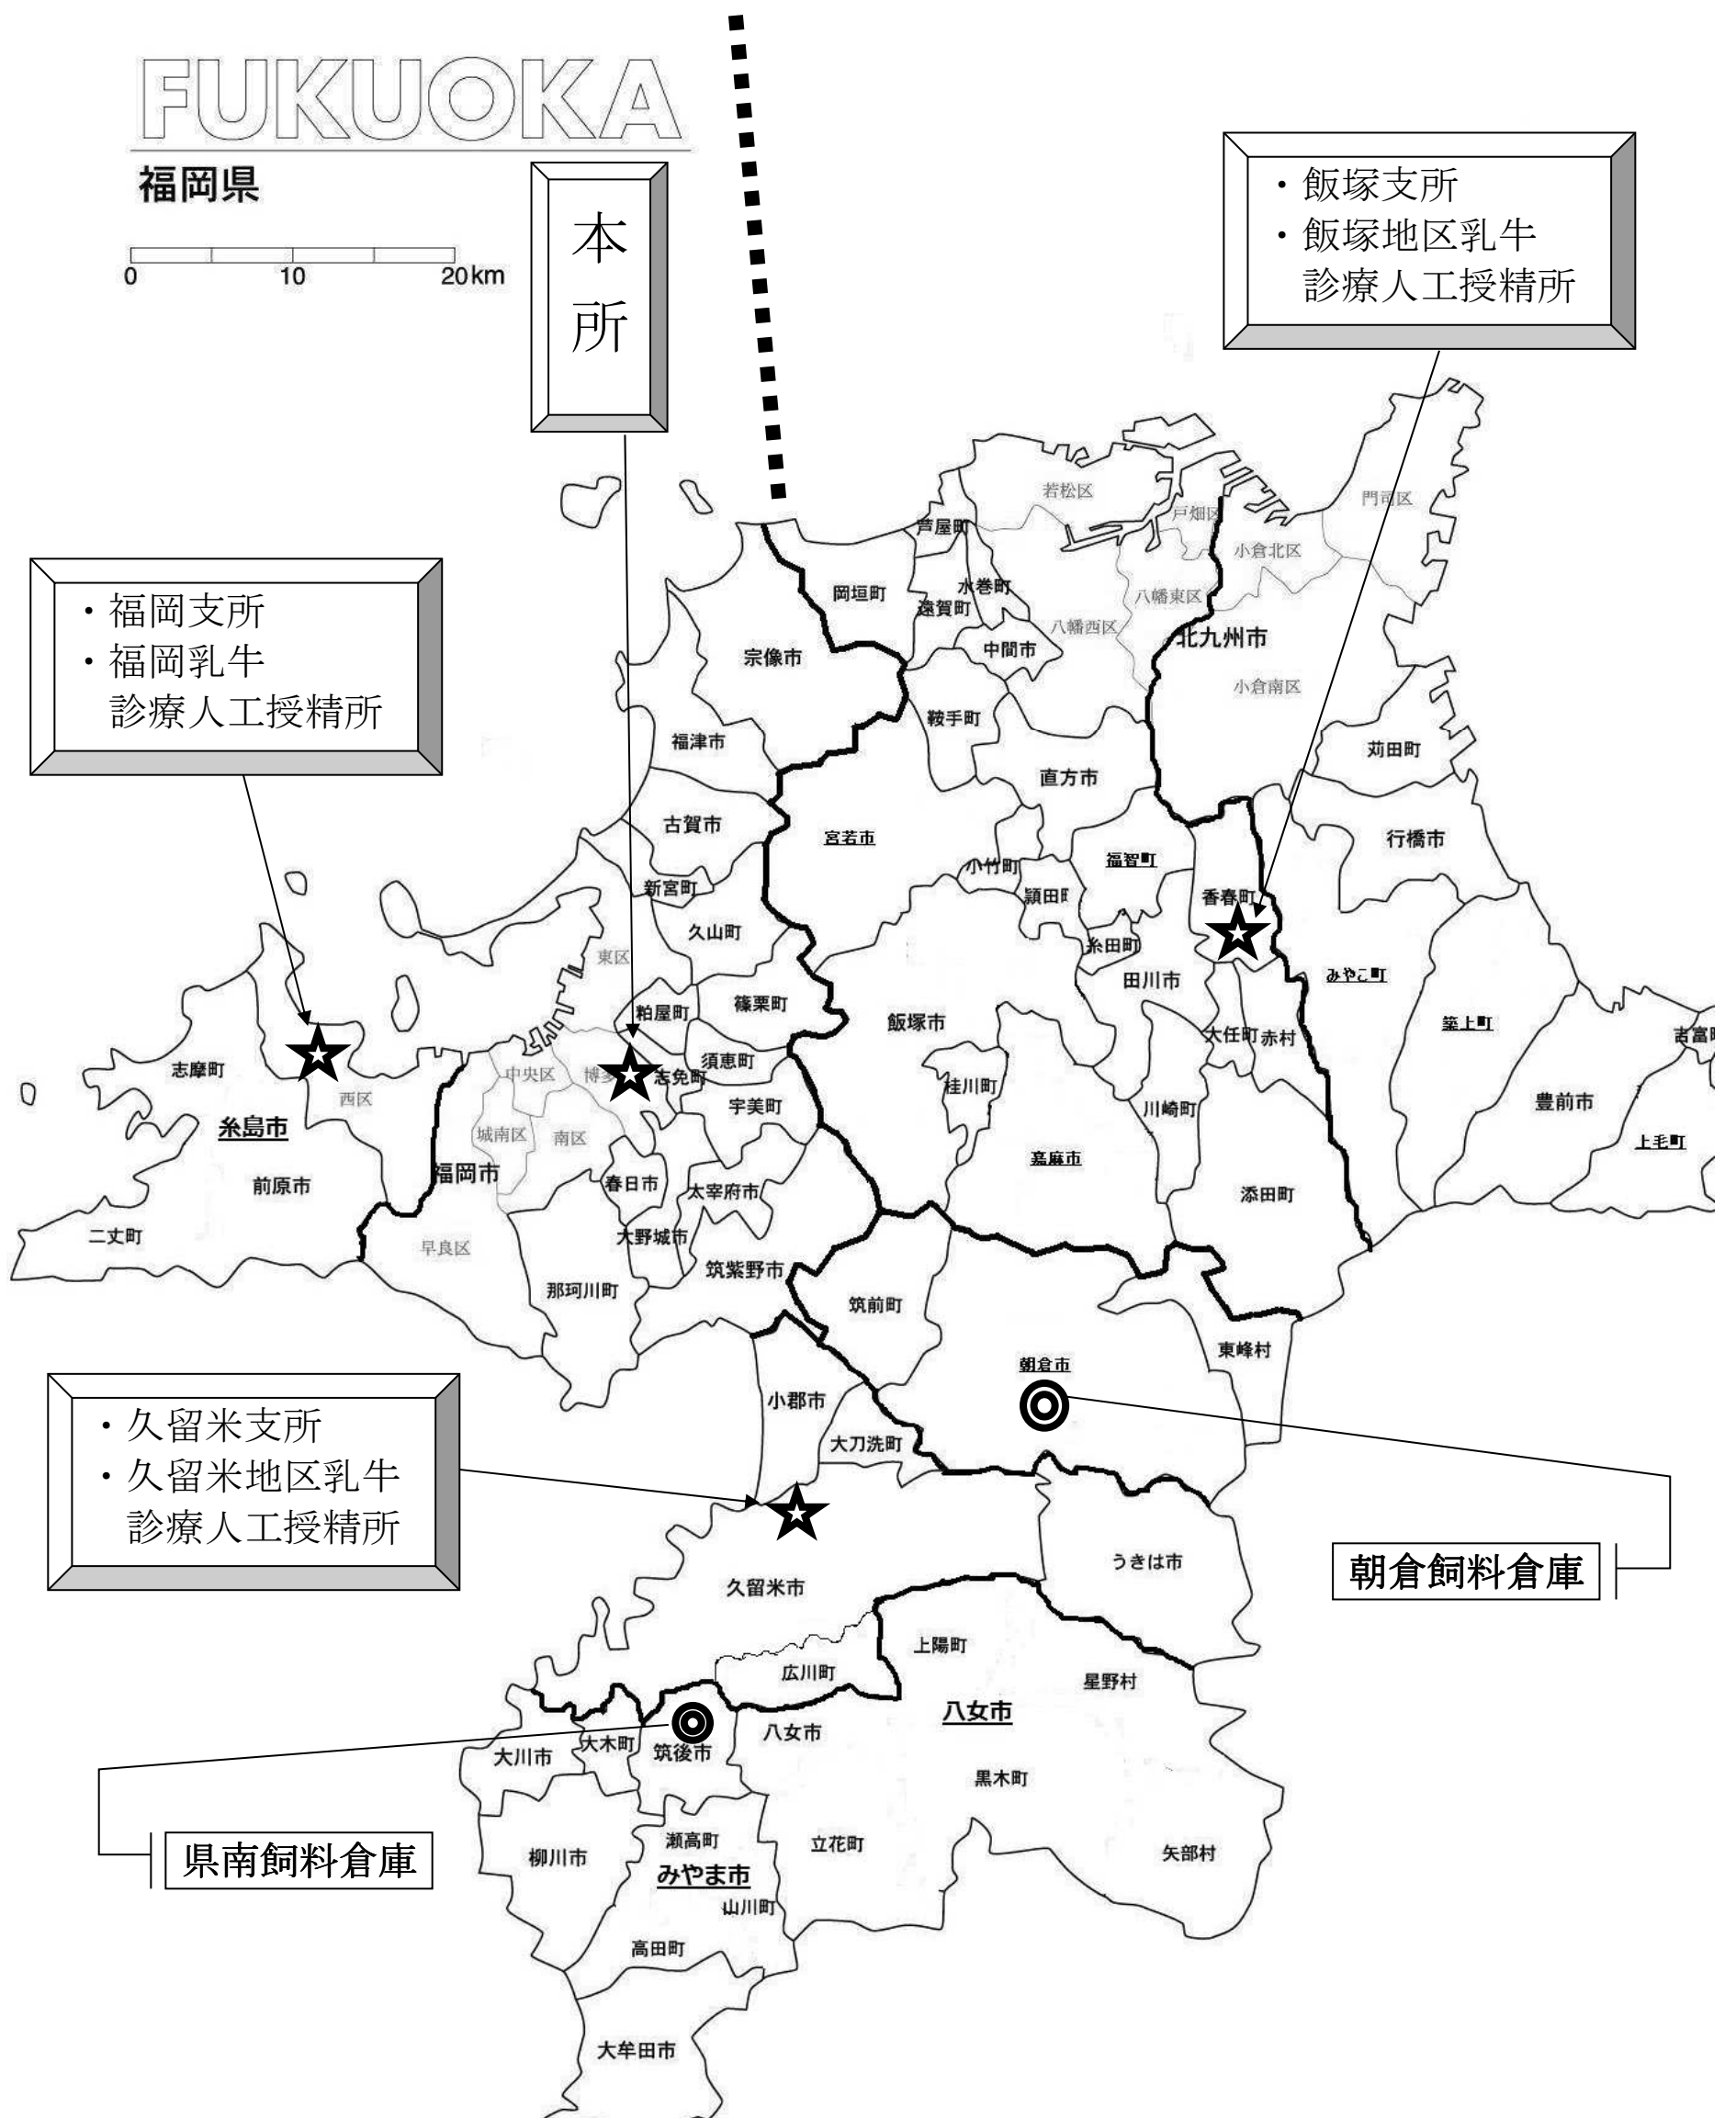 FUKUOKA
福岡県
0 10 20km
本所
・飯塚支所
・飯塚地区乳牛
診療人工授精所
・福岡支所
・福岡乳牛
診療人工授精所
若松区
門司区
戸畑区
芦屋町
小倉北区
岡垣町
水巻町
遠賀町
八幡東区
八幡西区
北九州市
中間市
宗像市
小倉南区
鞍手町
福津市
苅田町
直方市
古賀市
宮若市
行橋市
福智町
小竹町
新宮町
頴田町
香春町
久山町
糸田町
東区
みやこ町
田川市
篠栗町
粕屋町
飯塚市
築上町
吉富町
大任町
赤村
須恵町
志摩町
中央区
博多
志免町
桂川町
西区
宇美町
川崎町
豊前市
糸島市
城南区
南区
上毛町
嘉麻市
福岡市
春日市
太宰府市
前原市
添田町
二丈町
大野城市
早良区
筑紫野市
那珂川町
筑前町
東峰村
朝倉市
小郡市
大刀洗町
・久留米支所
・久留米地区乳牛
診療人工授精所
うきは市
朝倉飼料倉庫
久留米市
上陽町
広川町
星野村
八女市
八女市
大木町
筑後市
大川市
黒木町
瀬高町
立花町
矢部村
県南飼料倉庫
柳川市
みやま市
山川町
高田町
大牟田市